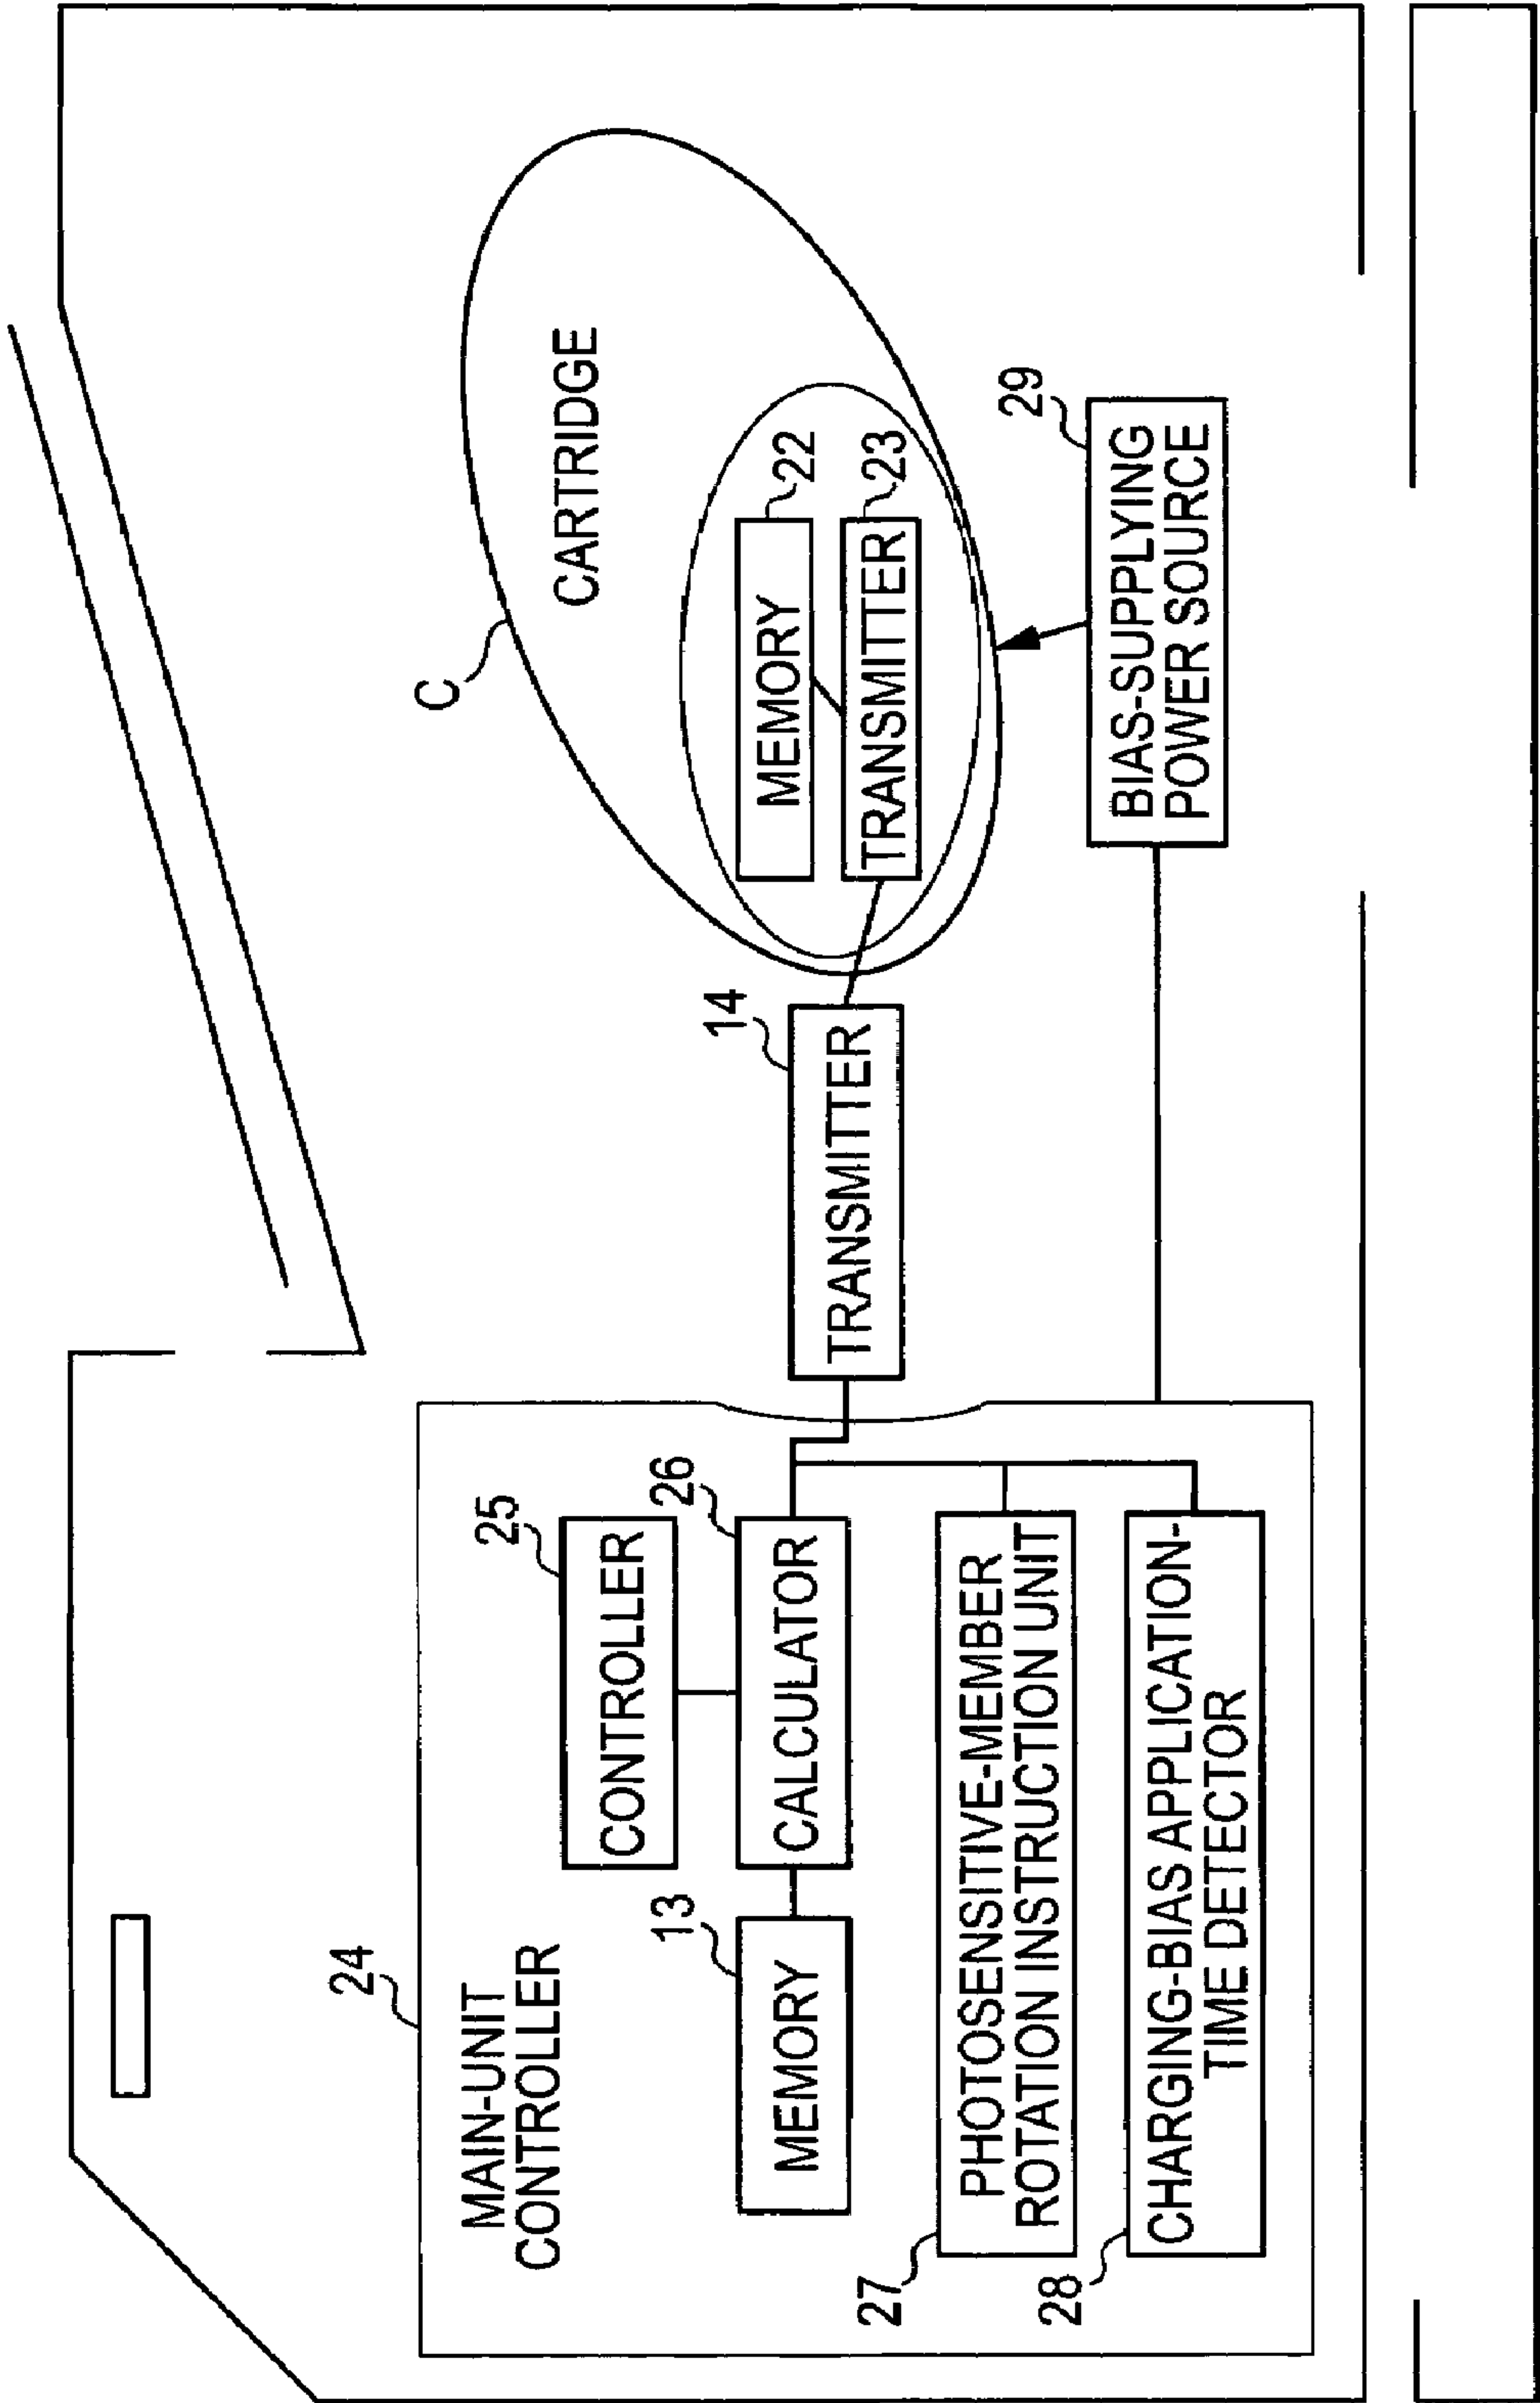 24
MAIN-UNIT
CONTROLLER
25
CONTROLLER
13
MEMORY
26
CALCULATOR
27
PHOTOSENSITIVE-MEMBER
ROTATION INSTRUCTION UNIT
28
CHARGING-BIAS APPLICATION-
TIME DETECTOR
14
TRANSMITTER
C
CARTRIDGE
MEMORY
22
TRANSMITTER
23
29
BIAS-SUPPLYING
POWER SOURCE